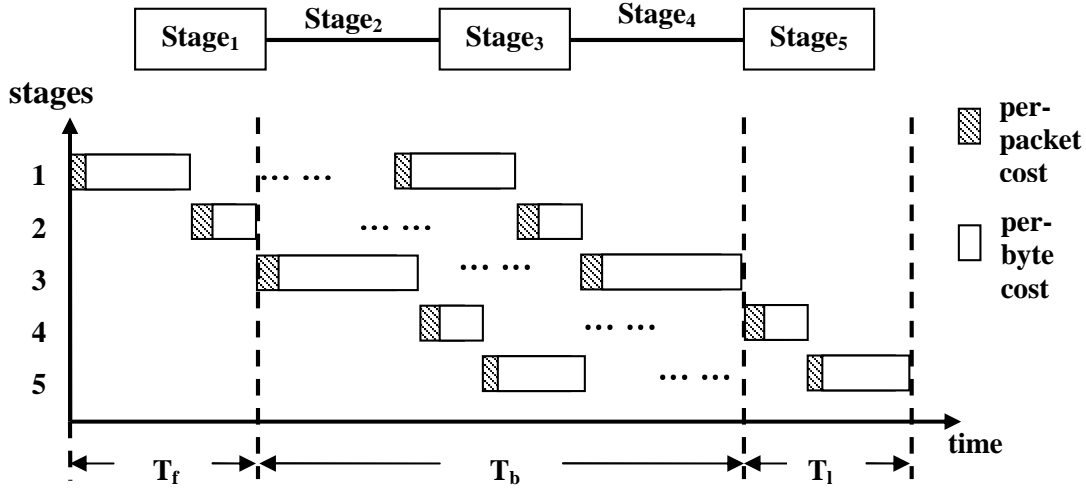 Stage1
Stage2
Stage3
Stage4
Stage5
stages
1
2
3
4
5
... ...
... ...
... ...
... ...
... ...
per-
packet
cost
per-
byte
cost
time
Tf
Tb
Tl